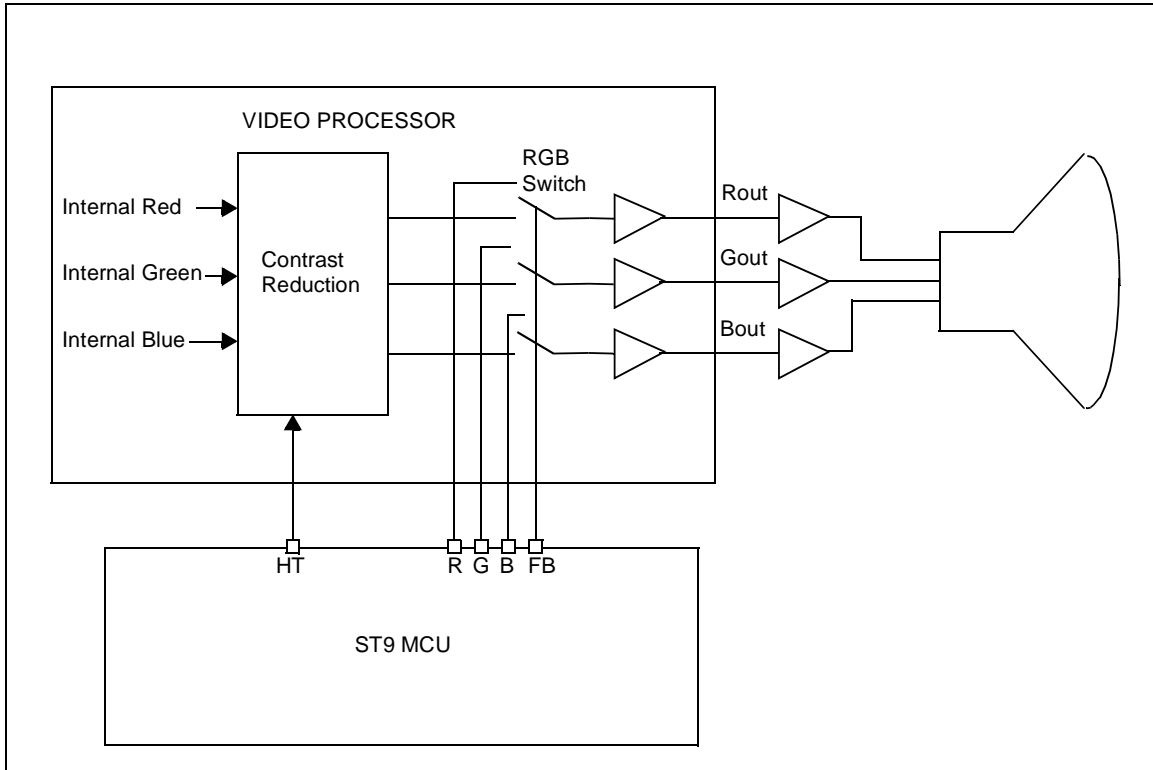 VIDEO PROCESSOR
RGB
Switch
Internal Red
Internal Green
Internal Blue
Contrast
Reduction
Rout
Gout
Bout
HT
R G B FB
ST9 MCU